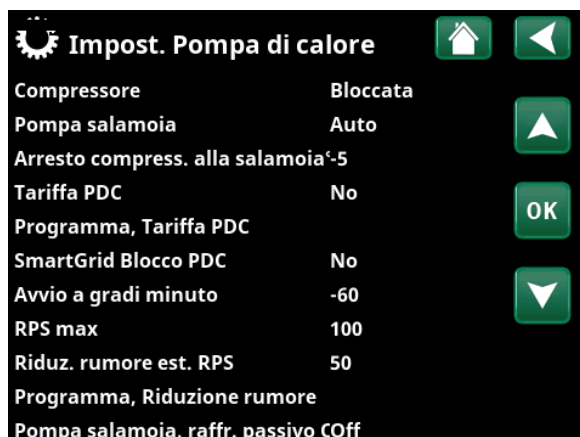 Impost. Pompa di calore
Compressore Bloccata
Pompa salamoia Auto
Arresto compress. alla salamoia° -5
Tariffa PDC No
Programma, Tariffa PDC
OK
SmartGrid Blocco PDC No
Avvio a gradi minuto -60
RPS max 100
Riduz. rumore est. RPS 50
Programma, Riduzione rumore
Pompa salamoia, raffr. passivo Off